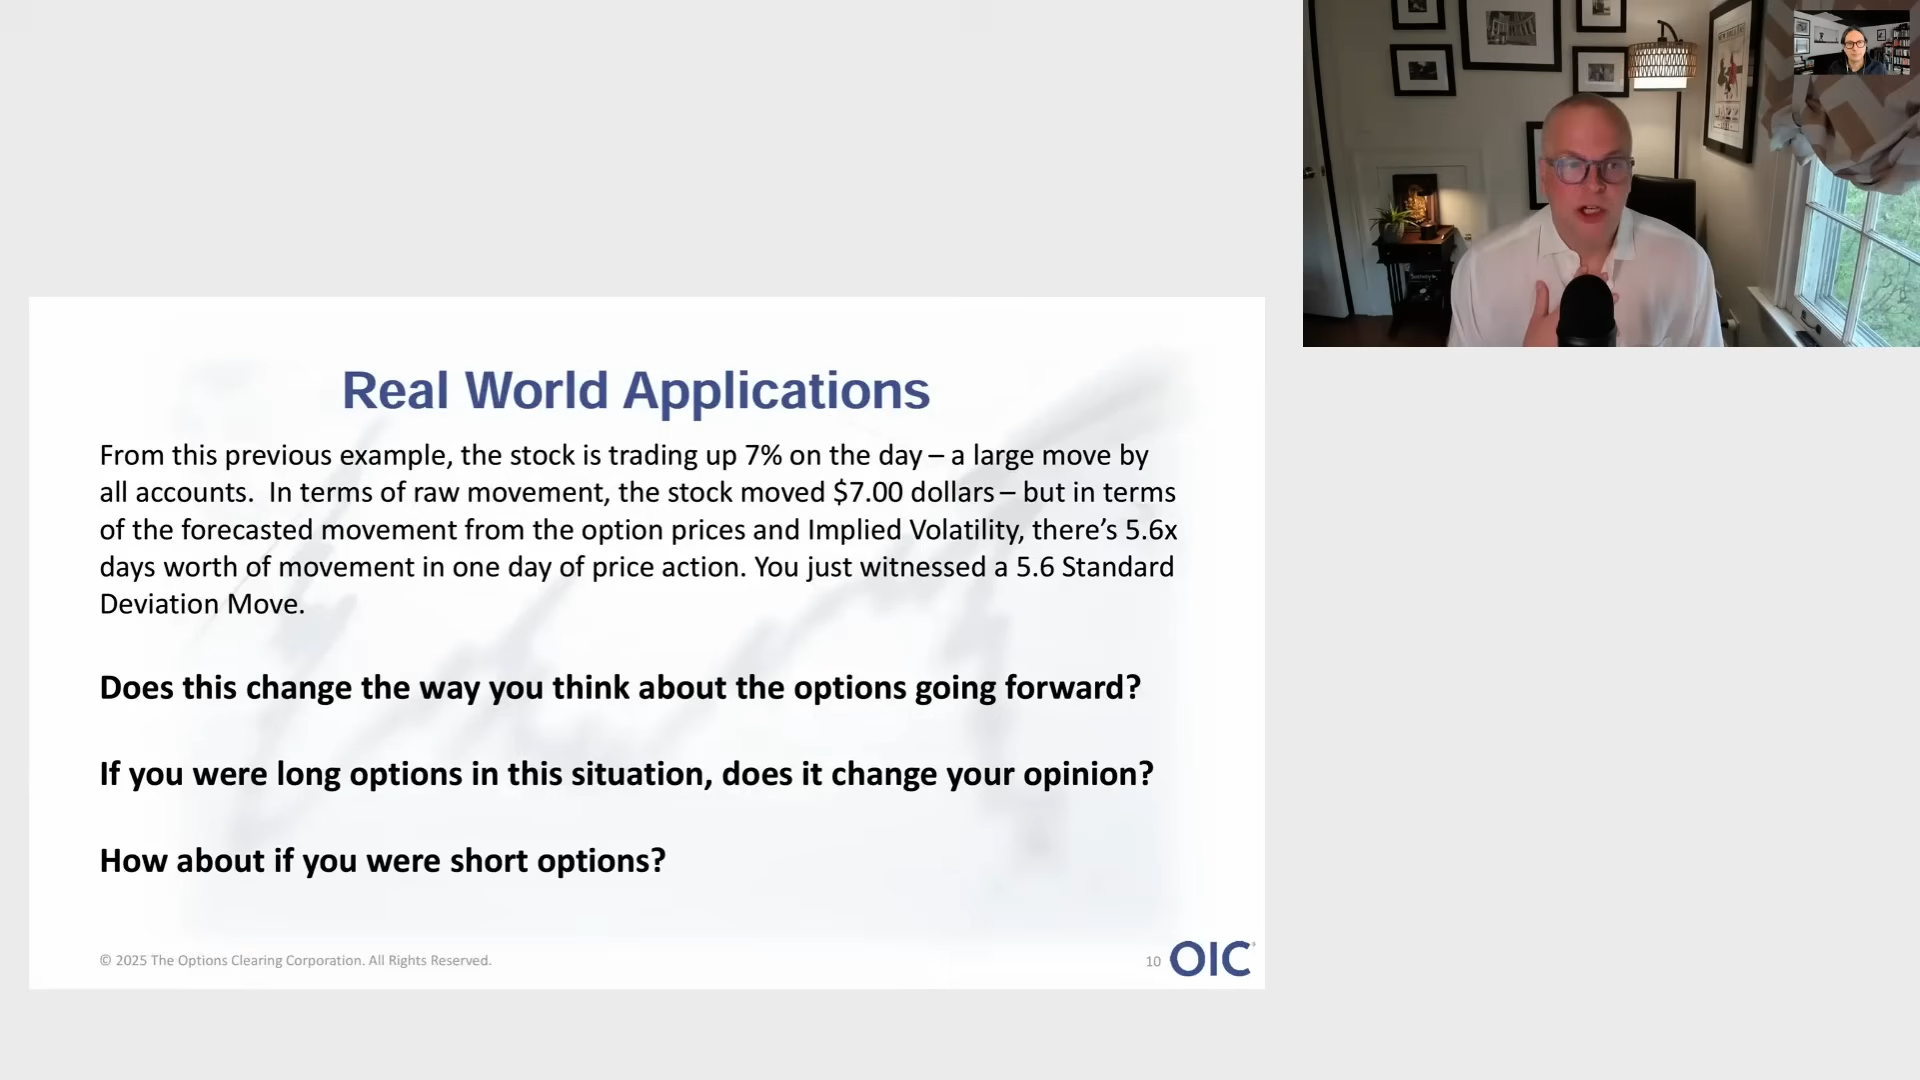 Real World Applications
From this previous example, the stock is trading up 7% on the day – a large move by
all accounts.  In terms of raw movement, the stock moved $7.00 dollars – but in terms
of the forecasted movement from the option prices and Implied Volatility, there’s 5.6x
days worth of movement in one day of price action. You just witnessed a 5.6 Standard
Deviation Move.
Does this change the way you think about the options going forward?
If you were long options in this situation, does it change your opinion?
How about if you were short options?
© 2025 The Options Clearing Corporation. All Rights Reserved.
10
OIC